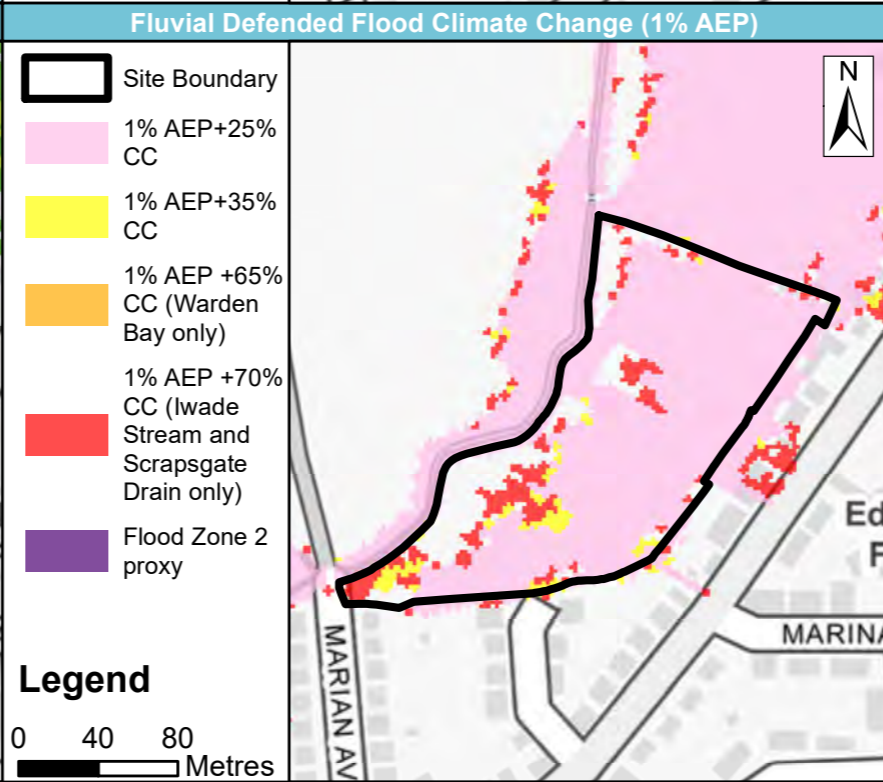 Fluvial Defended Flood Climate Change (1% AEP)
Site Boundary
1% AEP+25%
CC
1% AEP+35%
CC
1% AEP +65%
CC (Warden
Bay only)
1% AEP +70%
CC (Iwade
Stream and
Scrapsgate
Drain only)
Flood Zone 2
proxy
Legend
0 40 80
Metres
N
Ed
F
MARINA
MARIAN AV